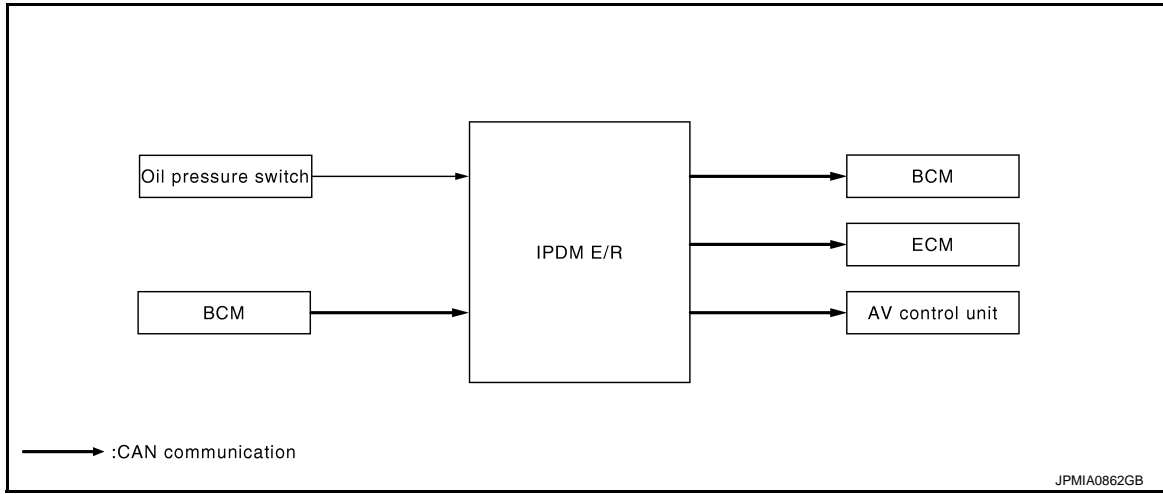 Oil pressure switch
BCM
IPDM E/R
BCM
ECM
AV control unit
:CAN communication
JPMIA0862GB